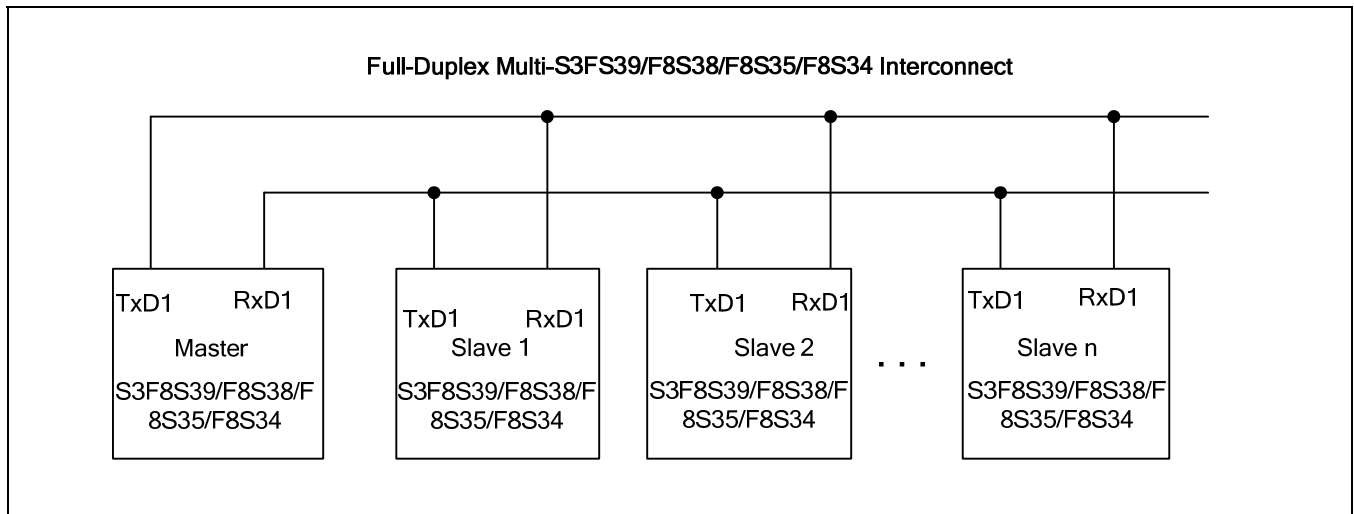 Full-Duplex Multi-S3FS39/F8S38/F8S35/F8S34 Interconnect
TxD1 RxD1
Master
S3F8S39/F8S38/F
8S35/F8S34
TxD1 RxD1
Slave 1
S3F8S39/F8S38/F
8S35/F8S34
TxD1 RxD1
Slave 2
S3F8S39/F8S38/F
8S35/F8S34
. . .
TxD1 RxD1
Slave n
S3F8S39/F8S38/F
8S35/F8S34